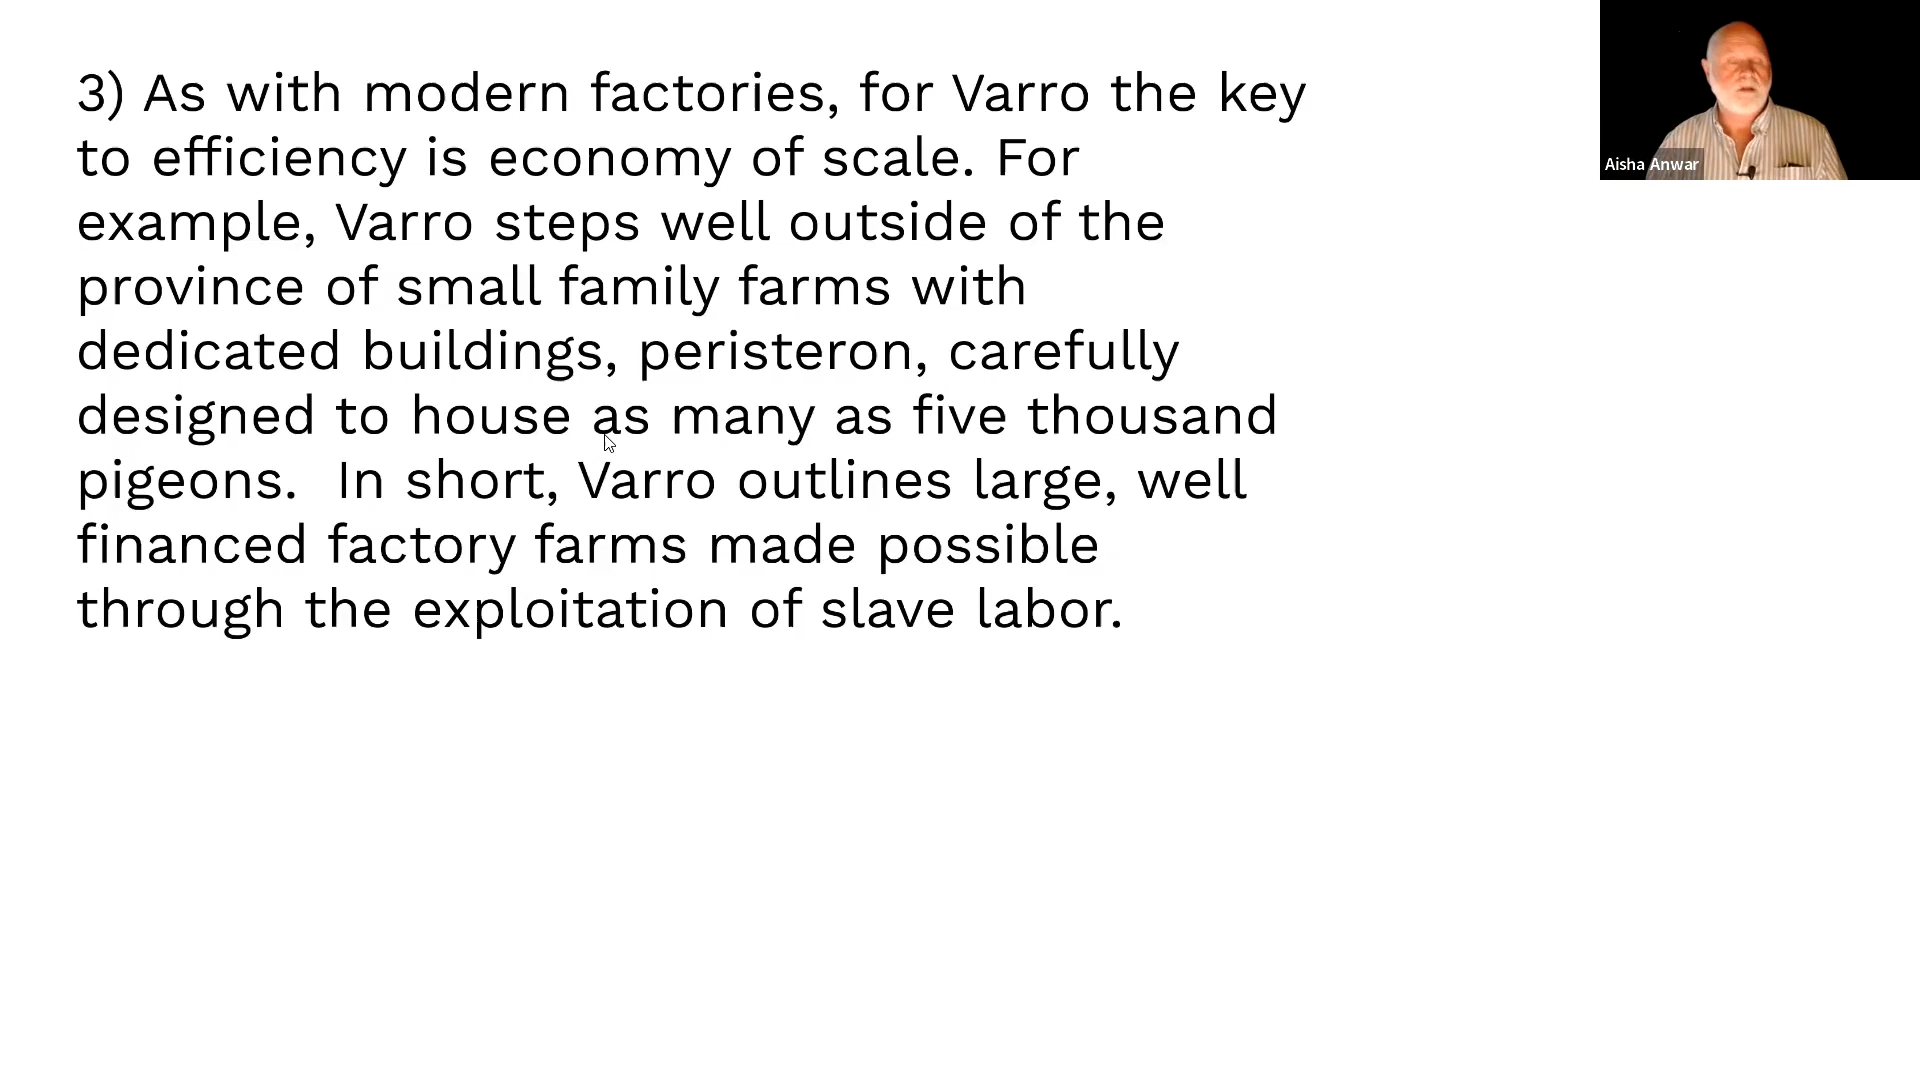 3) As with modern factories, for Varro the key
to efficiency is economy of scale. For
example, Varro steps well outside of the
province of small family farms with
dedicated buildings, peristeron, carefully
designed to house as many as five thousand
pigeons.  In short, Varro outlines large, well
financed factory farms made possible
through the exploitation of slave labor.
Aisha Anwar